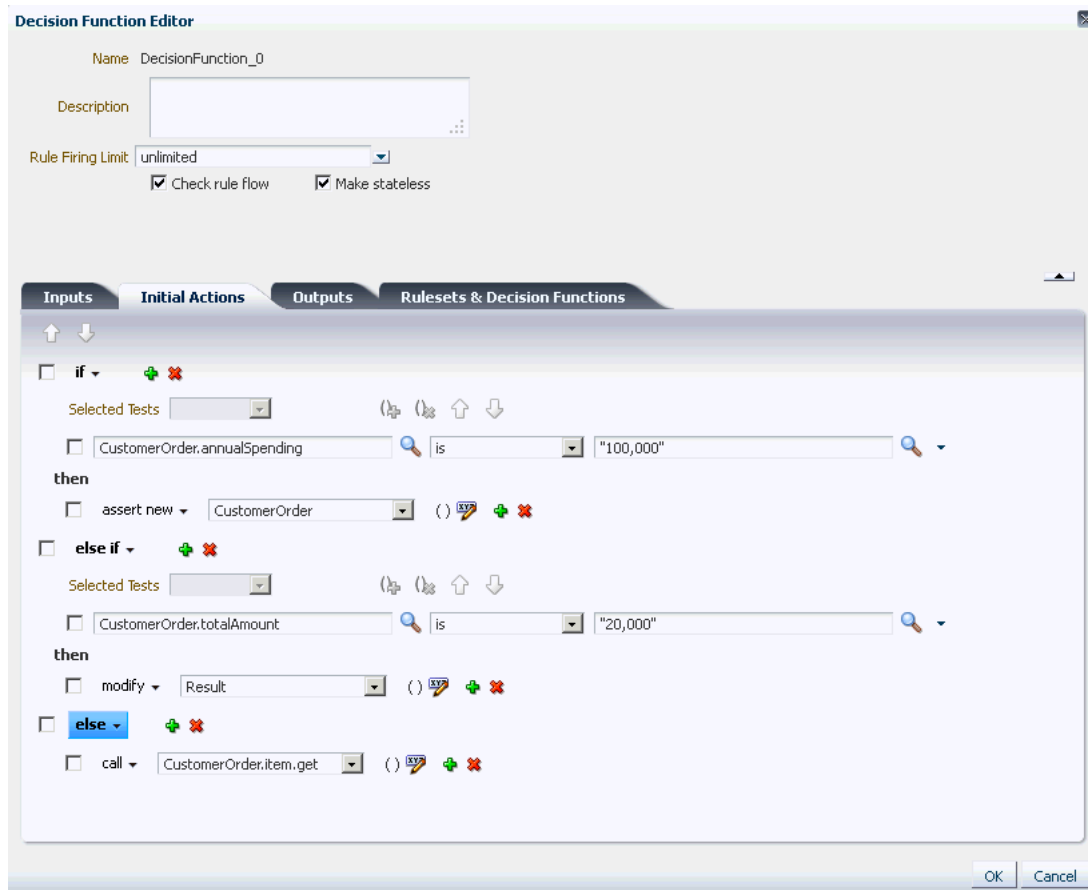 Decision Function Editor
Name DecisionFunction_0
Description
Rule Firing Limit unlimited
Check rule flow Make stateless
Inputs Initial Actions Outputs Rulesets & Decision Functions
if
Selected Tests
CustomerOrder.annualSpending is "100,000"
then
assert new CustomerOrder ()
else if
Selected Tests
CustomerOrder.totalAmount is "20,000"
then
modify Result ()
else
call CustomerOrder.item.get ()
OK Cancel